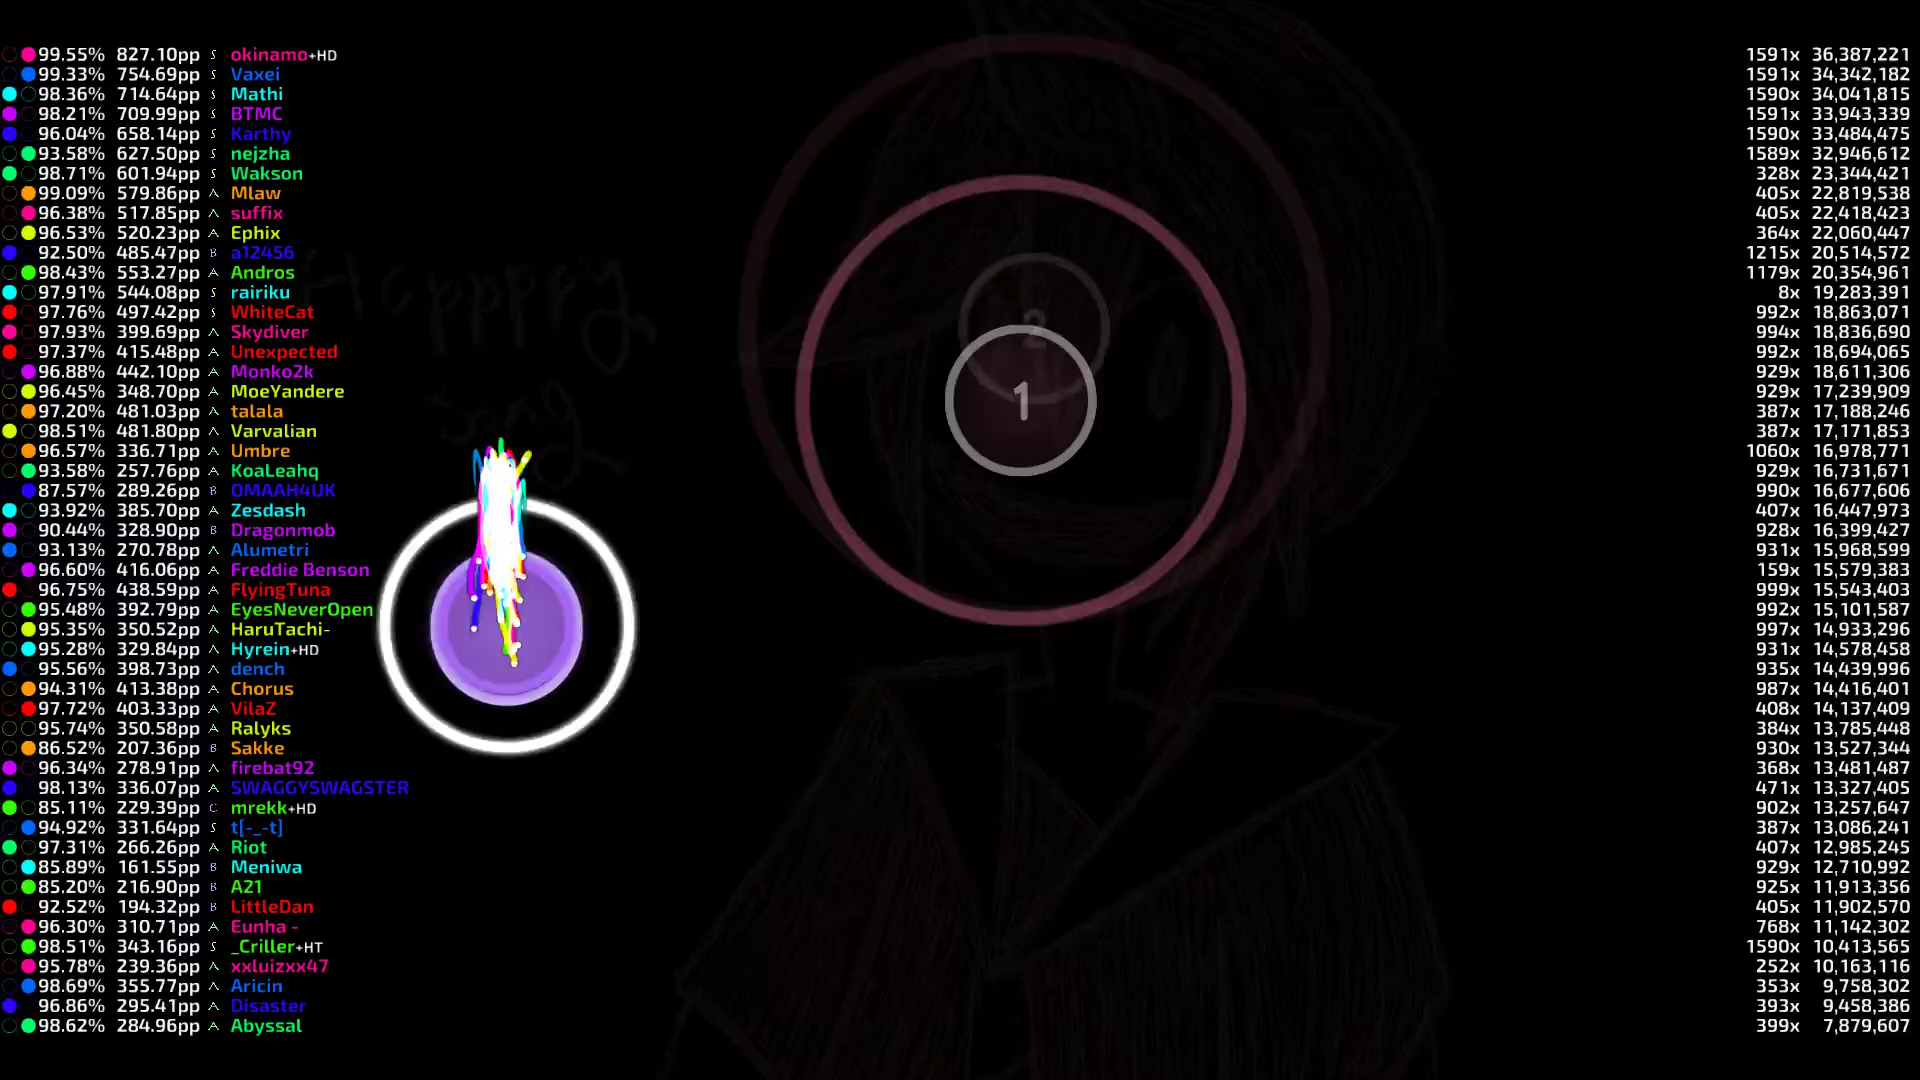 99.55% 827.10pp S okinamo+HD 1591x 36,387,221
99.33% 754.69pp S Vaxei 1591x 34,342,182
98.36% 714.64pp S Mathi 1590x 34,041,815
98.21% 709.99pp S BTMC 1591x 33,943,339
96.04% 658.14pp S Karthy 1590x 33,484,475
93.58% 627.50pp S nejzha 1589x 32,946,612
98.71% 601.94pp S Wakson 328x 23,344,421
99.09% 579.86pp A Mlaw 405x 22,819,538
96.38% 517.85pp A suffix 405x 22,418,423
96.53% 520.23pp A Ephix 364x 22,060,447
92.50% 485.47pp B a12456 1215x 20,514,572
98.43% 553.27pp A Andros 1179x 20,354,961
97.91% 544.08pp S rairiku 8x 19,283,391
97.76% 497.42pp S WhiteCat 992x 18,863,071
97.93% 399.69pp A Skydiver 994x 18,836,690
97.37% 415.48pp A Unexpected 992x 18,694,065
96.88% 442.10pp A Monko2k 929x 18,611,306
96.45% 348.70pp A MoeYandere 929x 17,239,909
97.20% 481.03pp A talala 387x 17,188,246
98.51% 481.80pp A Varvalian 387x 17,171,853
96.57% 336.71pp A Umbre 1060x 16,978,771
93.58% 257.76pp A KoaLeahq 929x 16,731,671
87.57% 289.26pp B OMAAH4UK 990x 16,677,606
93.92% 385.70pp A Zesdash 407x 16,447,973
90.44% 328.90pp B Dragonmob 928x 16,399,427
93.13% 270.78pp A Alumetri 931x 15,968,599
96.60% 416.06pp A Freddie Benson 159x 15,579,383
96.75% 438.59pp A FlyingTuna 999x 15,543,403
95.48% 392.79pp A EyesNeverOpen 992x 15,101,587
95.35% 350.52pp A HaruTachi- 997x 14,933,296
95.28% 329.84pp A Hyrein+HD 931x 14,578,458
95.56% 398.73pp A dench 935x 14,439,996
94.31% 413.38pp A Chorus 987x 14,416,401
97.72% 403.33pp A VilaZ 408x 14,137,409
95.74% 350.58pp A Ralyks 384x 13,785,448
86.52% 207.36pp B Sakke 930x 13,527,344
96.34% 278.91pp A firebat92 368x 13,481,487
98.13% 336.07pp A SWAGGYSWAGSTER 471x 13,327,405
85.11% 229.39pp C mrekk+HD 902x 13,257,647
94.92% 331.64pp S t[-_-t] 387x 13,086,241
97.31% 266.26pp A Riot 407x 12,985,245
85.89% 161.55pp B Meniwa 929x 12,710,992
85.20% 216.90pp B A21 925x 11,913,356
92.52% 194.32pp B LittleDan 405x 11,902,570
96.30% 310.71pp A Eunha - 768x 11,142,302
98.51% 343.16pp S _Criller+HT 1590x 10,413,565
95.78% 239.36pp A xxluizxx47 252x 10,163,116
98.69% 355.77pp A Aricin 353x 9,758,302
96.86% 295.41pp A Disaster 393x 9,458,386
98.62% 284.96pp A Abyssal 399x 7,879,607
Happppy
song
2
1